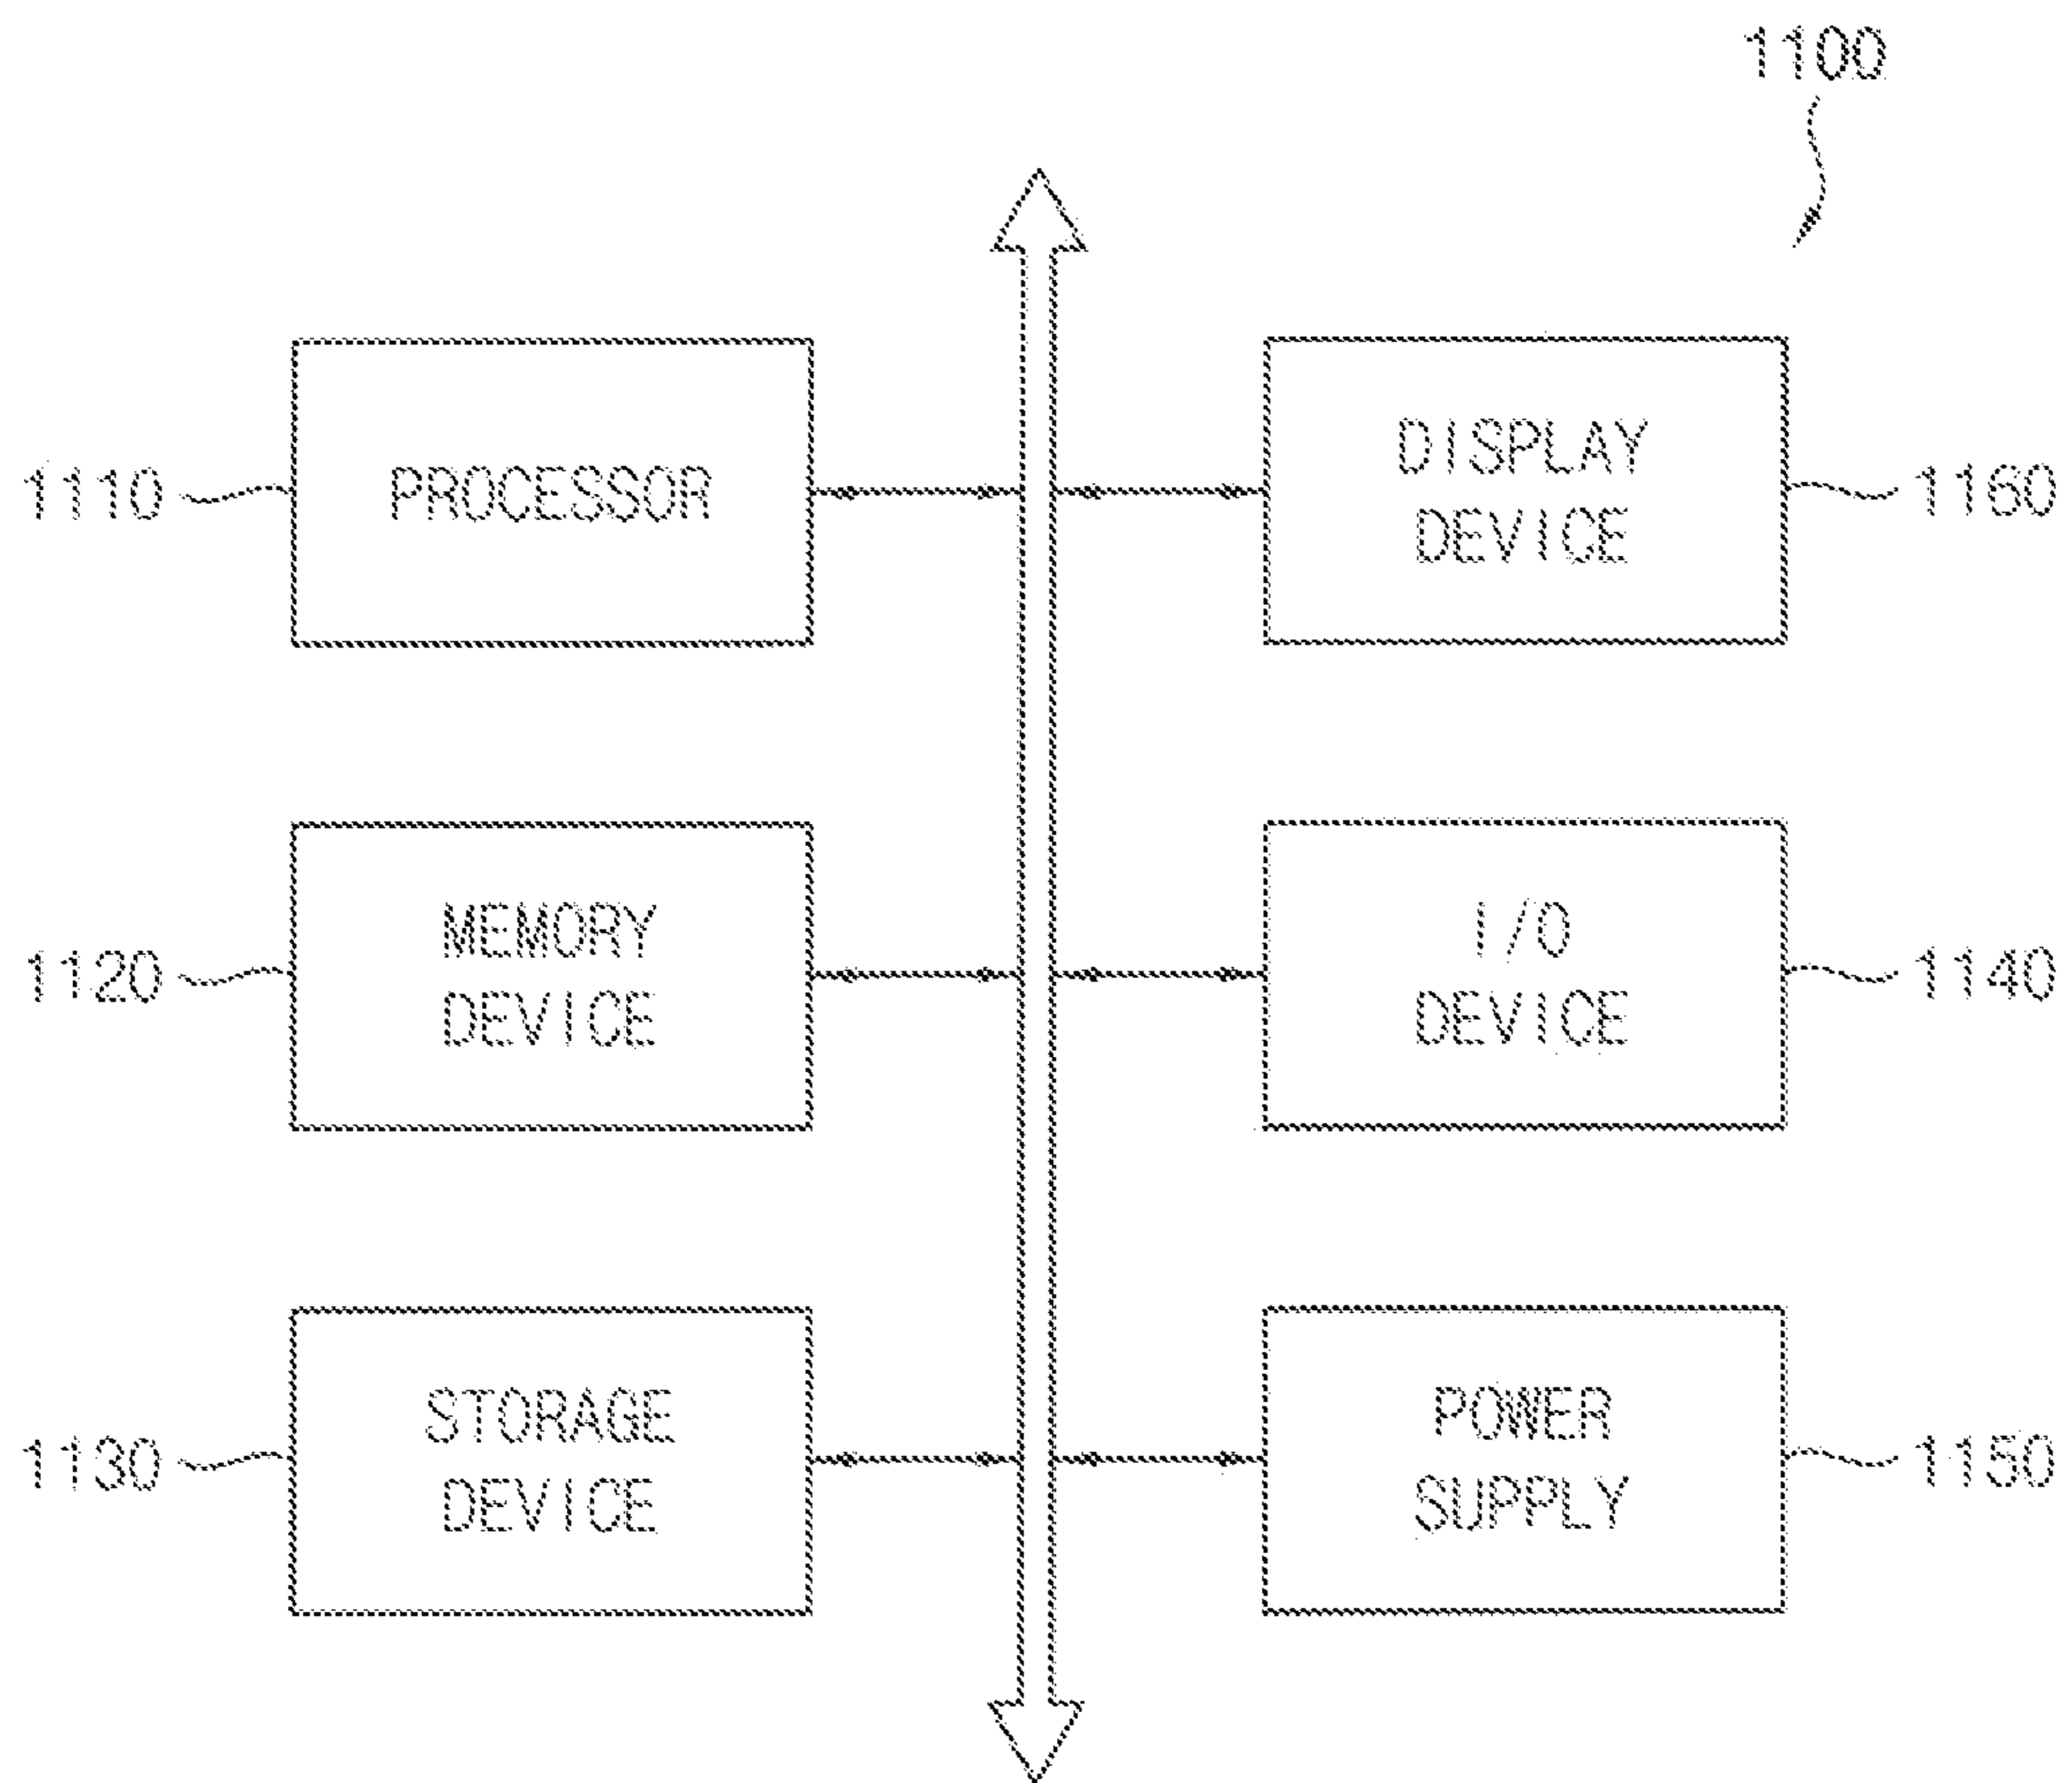 1100
1110
PROCESSOR
DISPLAY
DEVICE
1160
1120
MEMORY
DEVICE
I/O
DEVICE
1140
1130
STORAGE
DEVICE
POWER
SUPPLY
1150